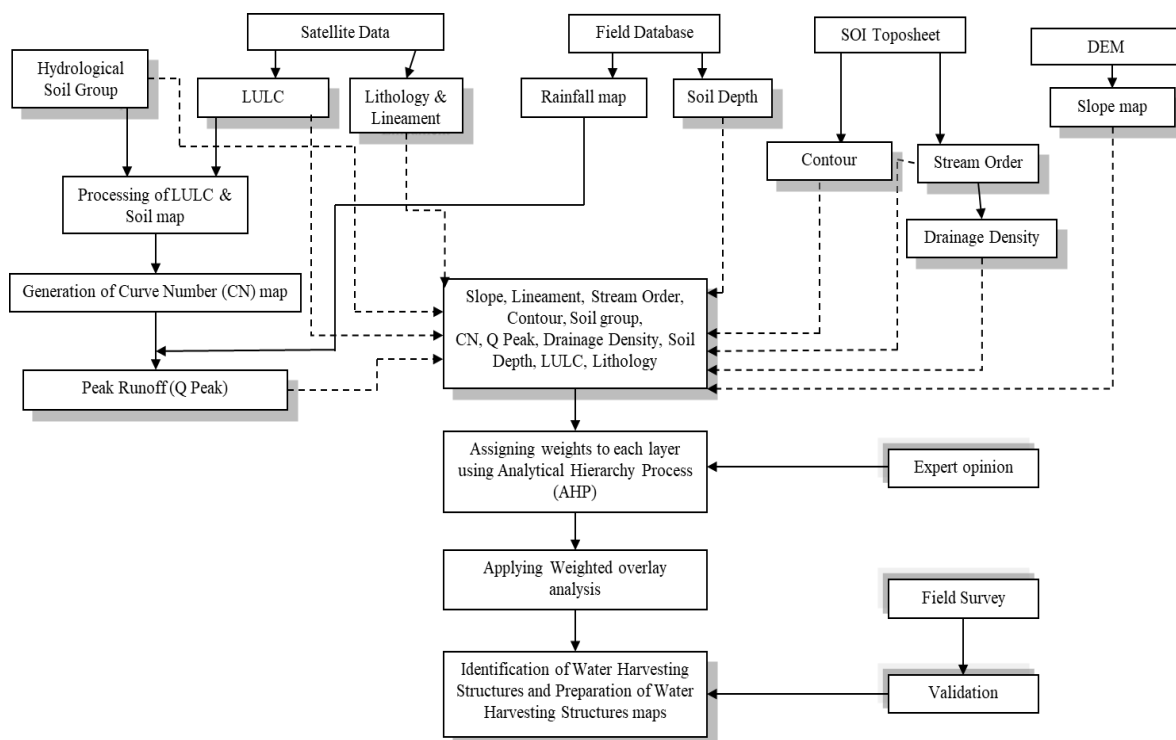 Satellite Data
Field Database
SOI Toposheet
DEM
Hydrological
Soil Group
LULC
Lithology &
Lineament
Rainfall map
Soil Depth
Slope map
Contour
Stream Order
Processing of LULC &
Soil map
Drainage Density
Generation of Curve Number (CN) map
Slope, Lineament, Stream Order,
Contour, Soil group,
CN, Q Peak, Drainage Density, Soil
Depth, LULC, Lithology
Peak Runoff (Q Peak)
Assigning weights to each layer
using Analytical Hierarchy Process
(AHP)
Expert opinion
Applying Weighted overlay
analysis
Field Survey
Identification of Water Harvesting
Structures and Preparation of Water
Harvesting Structures maps
Validation